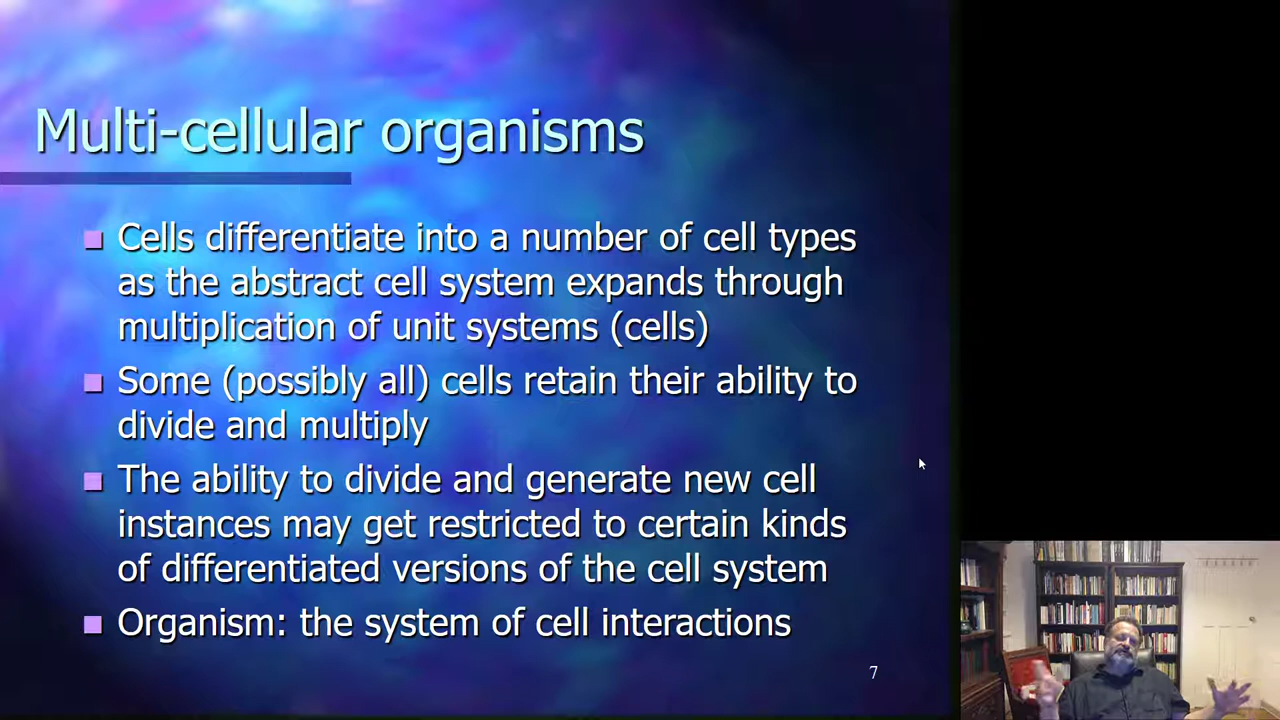 Multi-cellular organisms
Cells differentiate into a number of cell types
as the abstract cell system expands through
multiplication of unit systems (cells)
Some (possibly all) cells retain their ability to
divide and multiply
The ability to divide and generate new cell
instances may get restricted to certain kinds
of differentiated versions of the cell system
Organism: the system of cell interactions
7